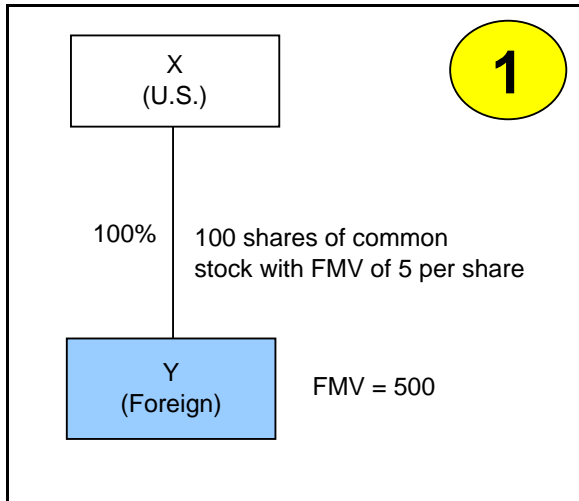 X
(U.S.)
1
100%
100 shares of common
stock with FMV of 5 per share
Y
(Foreign)
FMV = 500